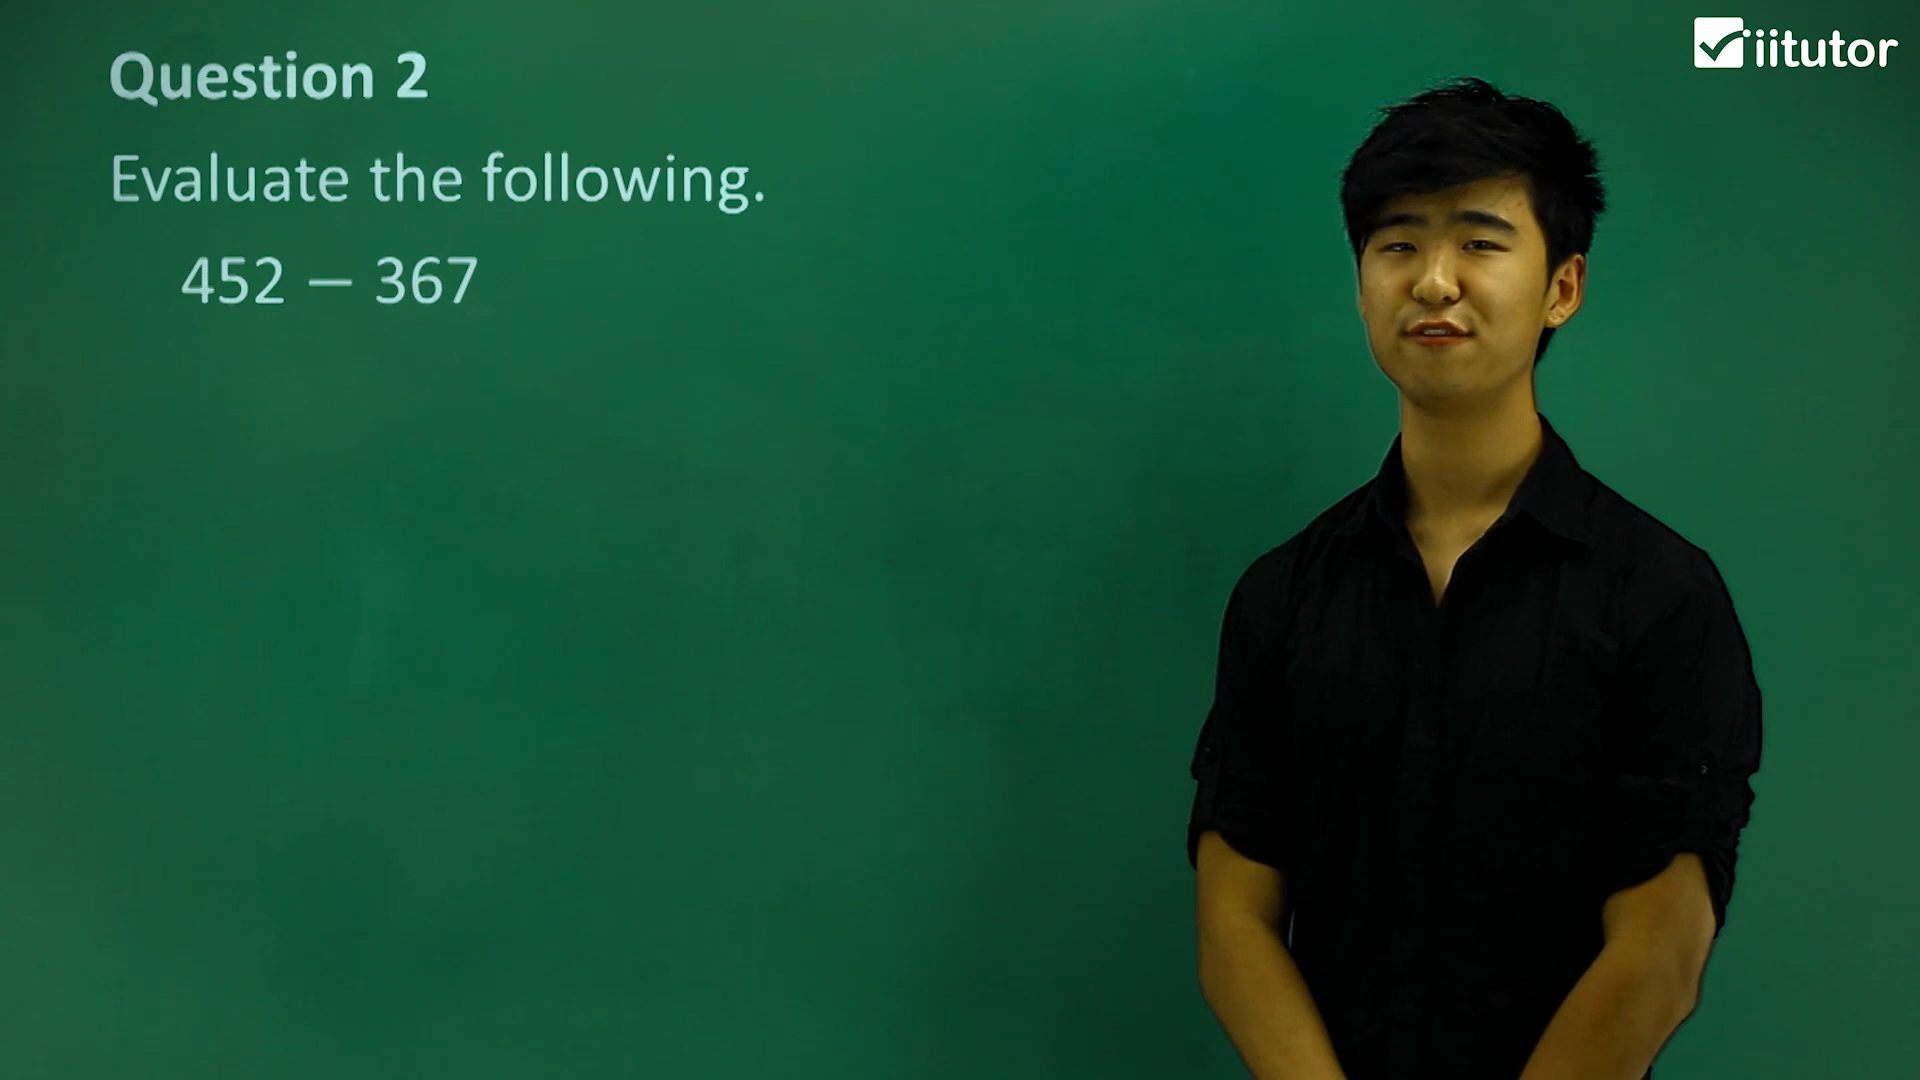 iitutor
Question 2
Evaluate the following.
452 – 367